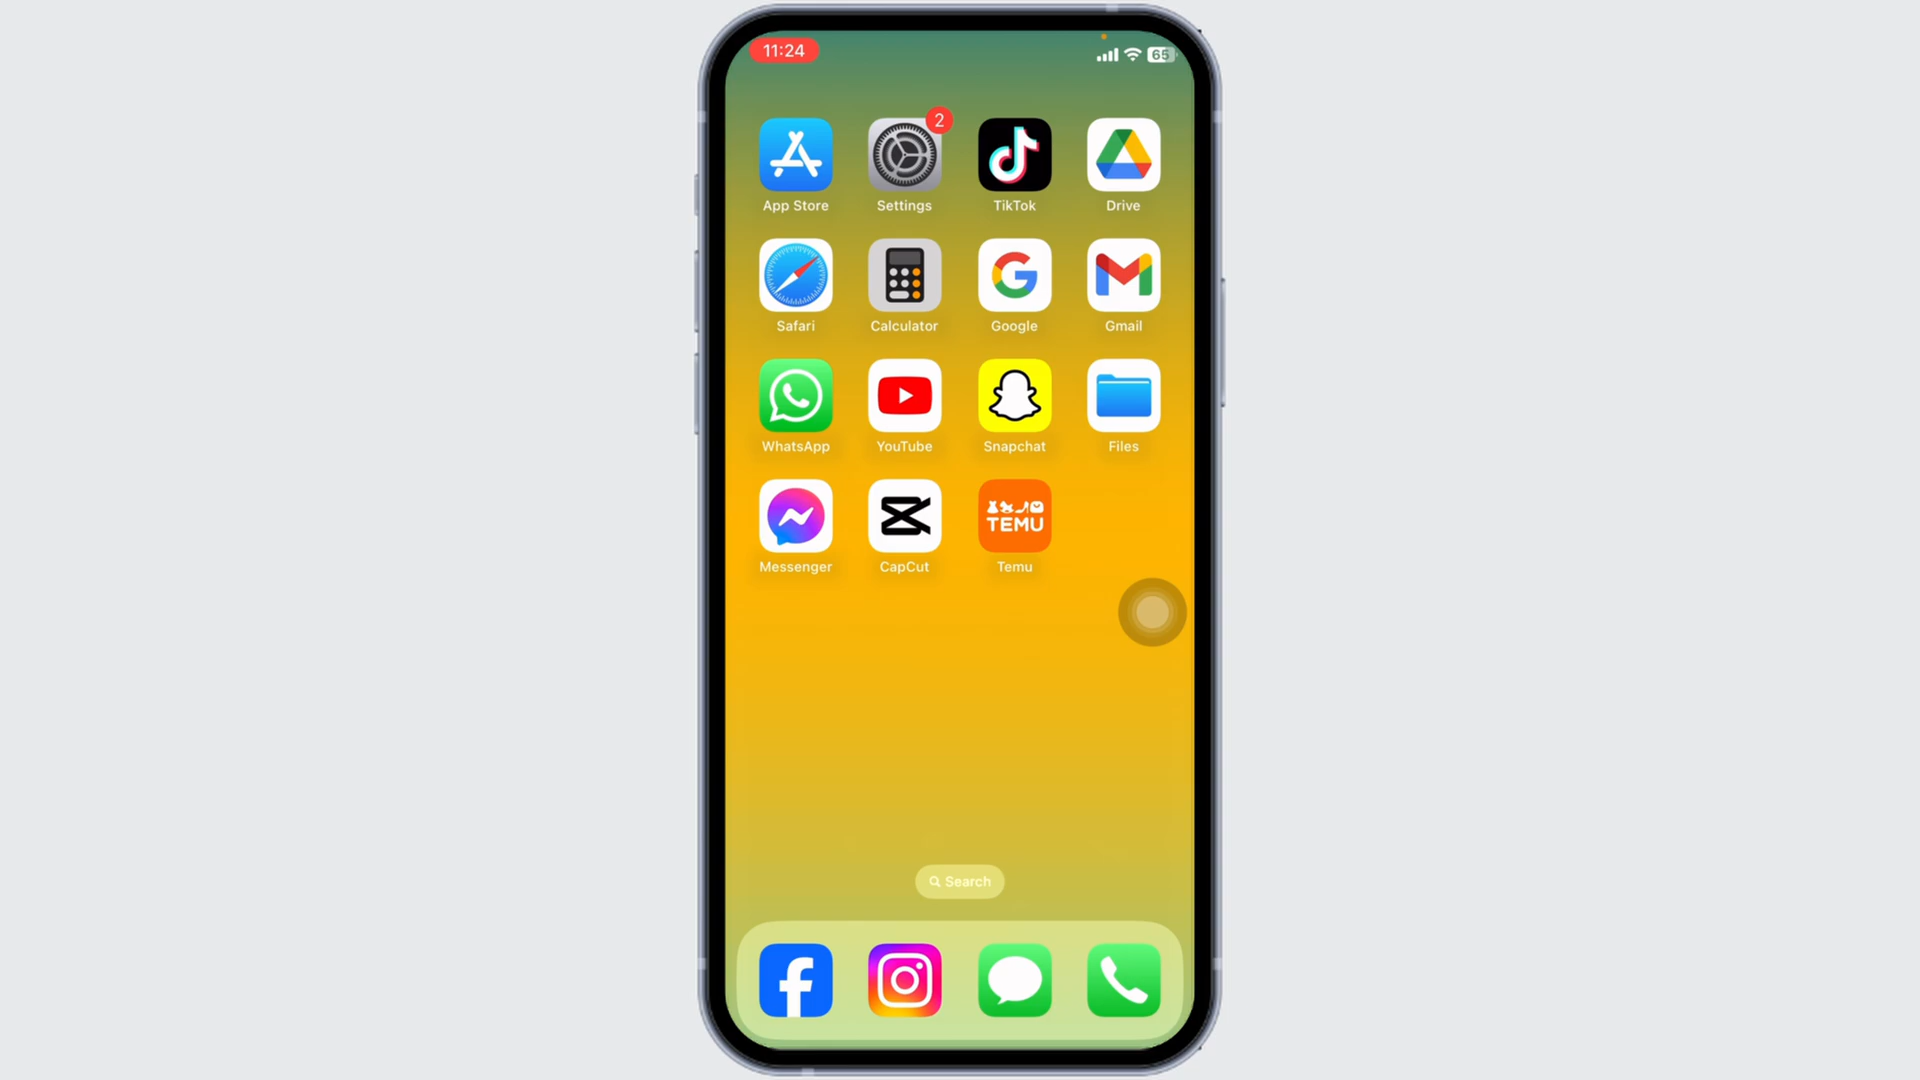 11:24
65
2
App Store
Settings
TikTok
Drive
Safari
Calculator
Google
Gmail
WhatsApp
YouTube
Snapchat
Files
TEMU
Messenger
CapCut
Temu
Search